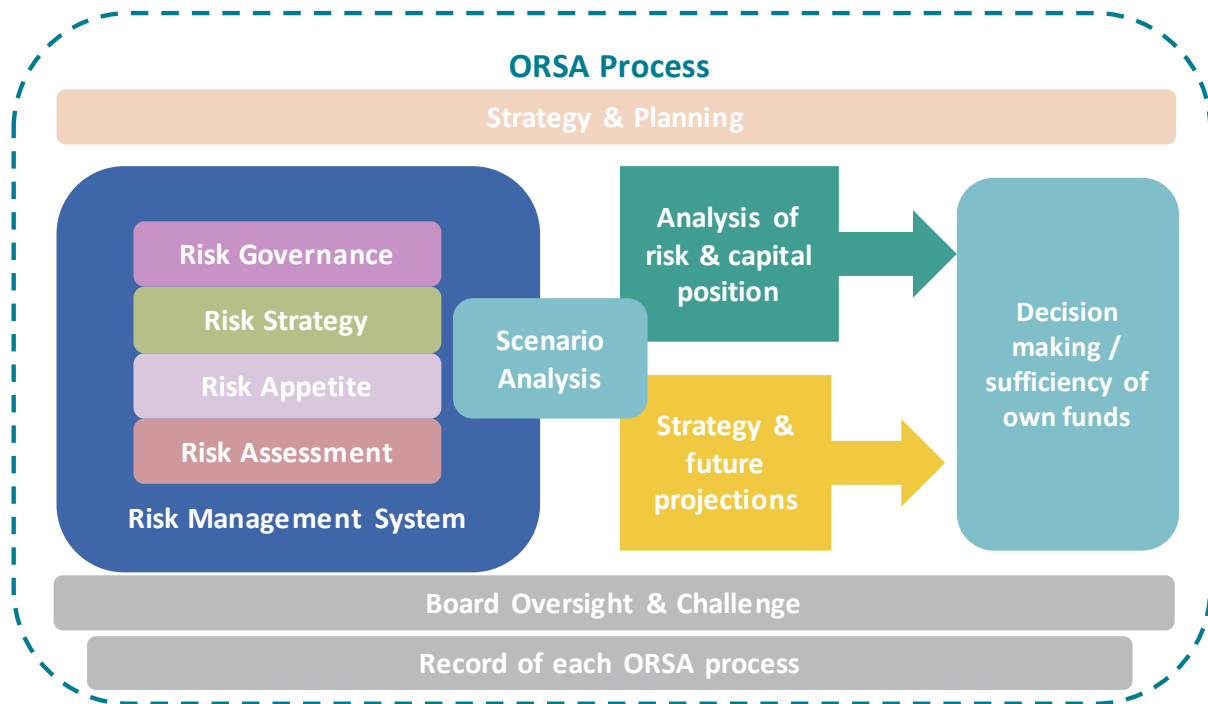 ORSA Process
Strategy & Planning
Risk Governance
Risk Strategy
Risk Appetite
Risk Assessment
Risk Management System
Scenario
Analysis
Analysis of
risk & capital
position
Strategy &
future
projections
Decision
making /
sufficiency of
own funds
Board Oversight & Challenge
Record of each ORSA process